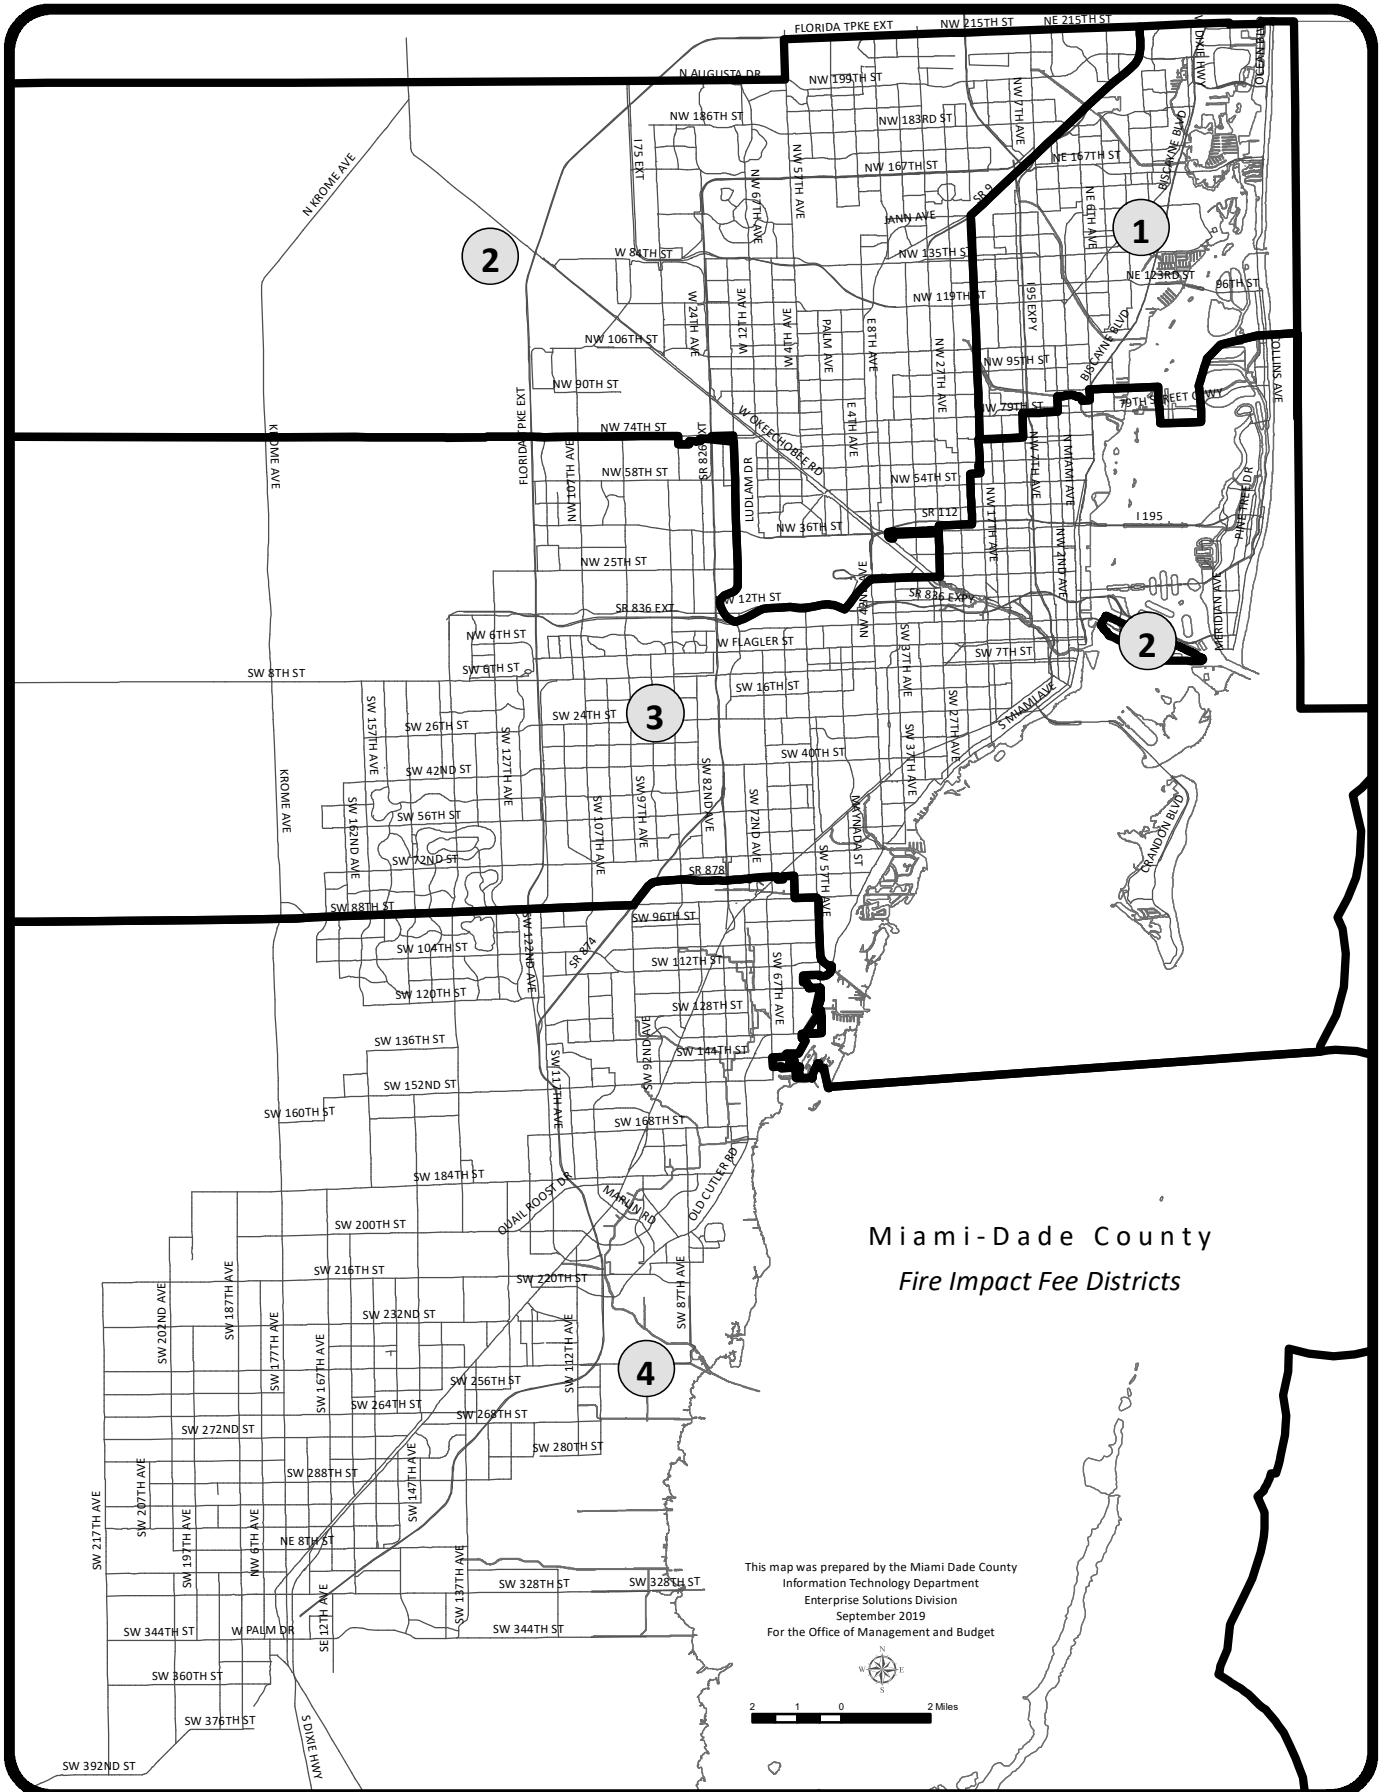 FLORIDA TPKE EXT
NW 215TH ST
NE 215TH ST
W DIXIE HWY
N AUGUSTA DR
NW 199TH ST
NW 186TH ST
NW 183RD ST
NW 7TH AVE
I75 EXT
NW 57TH AVE
NW 167TH ST
NE 167TH ST
BISCAYNE BLVD
N KROME AVE
NW 67TH AVE
SR 9
NE 6TH AVE
JANN AVE
1
2
W 84TH ST
NW 135TH ST
NE 123RD ST
96TH ST
NW 119TH ST
I95 EXPY
W 24TH AVE
W 12TH AVE
W 4TH AVE
PALM AVE
E 8TH AVE
NW 27TH AVE
BISCAYNE BLVD
NW 106TH ST
NW 95TH ST
COLLINS AVE
NW 90TH ST
FLORIDA TPKE EXT
79TH STREET CSWY
NW 79TH ST
E 4TH AVE
W OKEECHOBEE RD
KROME AVE
NW 74TH ST
SR 826 EXT
NW 107TH AVE
NW 58TH ST
LUDLAM DR
NW 54TH ST
NW 7TH AVE
N MIAMI AVE
PINE TREE DR
NW 17TH AVE
SR 112
I 195
NW 36TH ST
NW 25TH ST
NW 42ND AVE
NW 2ND AVE
MERIDIAN AVE
NW 12TH ST
SR 836 EXPY
SR 836 EXT
NW 6TH ST
W FLAGLER ST
2
SW 8TH ST
SW 6TH ST
SW 37TH AVE
SW 7TH ST
SW 16TH ST
SW 157TH AVE
SW 26TH ST
SW 24TH ST
3
SW 27TH AVE
S MIAMI AVE
SW 127TH AVE
SW 40TH ST
SW 37TH AVE
SW 42ND ST
KROME AVE
SW 162ND AVE
SW 56TH ST
SW 107TH AVE
SW 97TH AVE
SW 82ND AVE
SW 72ND AVE
MAYNADA ST
CRANDON BLVD
SW 72ND ST
SR 878
SW 57TH AVE
SW 88TH ST
SW 96TH ST
SW 122ND AVE
SW 104TH ST
SR 874
SW 112TH ST
SW 67TH AVE
SW 120TH ST
SW 128TH ST
SW 136TH ST
SW 92ND AVE
SW 144TH ST
SW 152ND ST
SW 117TH AVE
SW 160TH ST
SW 168TH ST
SW 184TH ST
QUAIL ROOST DR
MARLIN RD
OLD CUTLER RD
SW 200TH ST
Miami-Dade County
Fire Impact Fee Districts
SW 216TH ST
SW 220TH ST
SW 202ND AVE
SW 187TH AVE
SW 87TH AVE
SW 232ND ST
SW 177TH AVE
SW 167TH AVE
SW 112TH AVE
4
SW 256TH ST
SW 264TH ST
SW 268TH ST
SW 272ND ST
SW 280TH ST
SW 288TH ST
SW 147TH AVE
SW 217TH AVE
SW 207TH AVE
SW 197TH AVE
NW 6TH AVE
NE 8TH ST
SW 137TH AVE
SW 328TH ST
SW 328TH ST
SE 12TH AVE
SW 344TH ST
W PALM DR
SW 344TH ST
SW 360TH ST
SW 376TH ST
S DIXIE HWY
SW 392ND ST
This map was prepared by the Miami Dade County
Information Technology Department
Enterprise Solutions Division
September 2019
For the Office of Management and Budget
N
W E
S
2 1 0 2 Miles